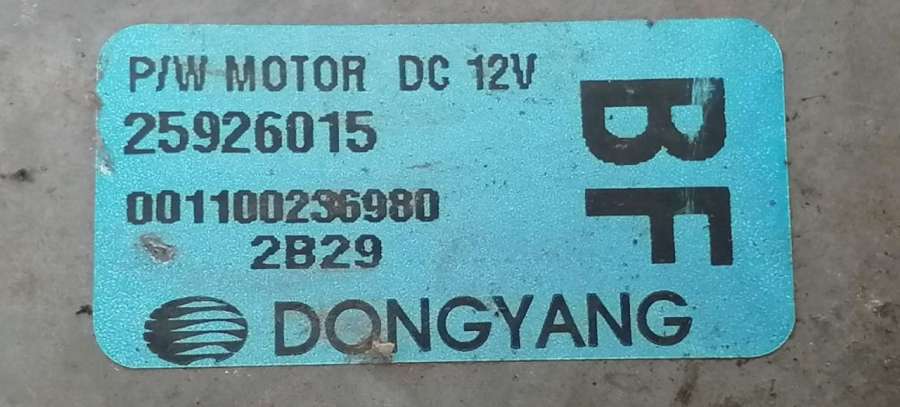 P/W MOTOR DC 12V
25926015
001100236980
2B29
DONGYANG
BF